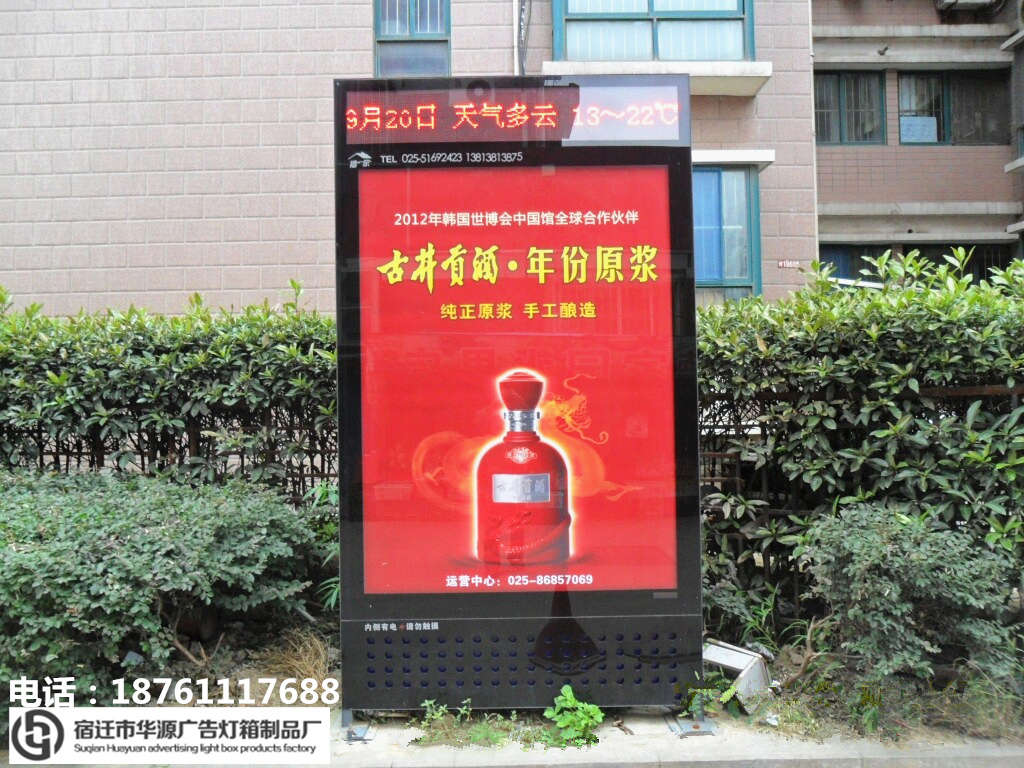 9月20日 天气多云 13～22℃
TEL 025-51692423 13813813875
2012年韩国世博会中国馆全球合作伙伴
古井贡酒·年份原浆
纯正原浆 手工酿造
古井贡酒
运营中心：025-86857069
内侧有电 请勿触摸
电话：18761117688
宿迁市华源广告灯箱制品厂
Suqian Huayuan advertising light box products factory